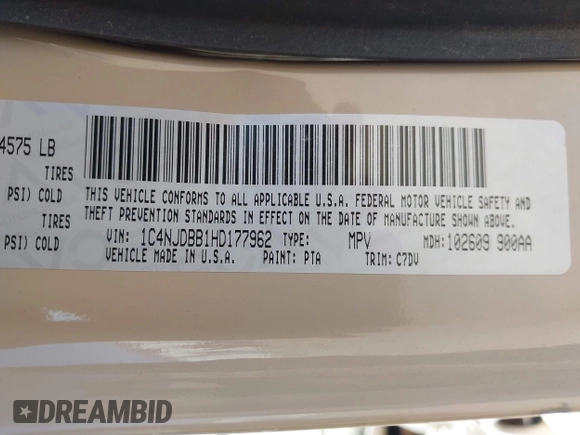 4575 LB
TIRES
PSI) COLD
TIRES
PSI) COLD
THIS VEHICLE CONFORMS TO ALL APPLICABLE U.S.A. FEDERAL MOTOR VEHICLE SAFETY AND
THEFT PREVENTION STANDARDS IN EFFECT ON THE DATE OF MANUFACTURE SHOWN ABOVE.
VIN: 1C4NJDBB1HD177962 TYPE: MPV MDH: 102609 900AA
VEHICLE MADE IN U.S.A. PAINT: PTA TRIM: C7DV
DREAMBID